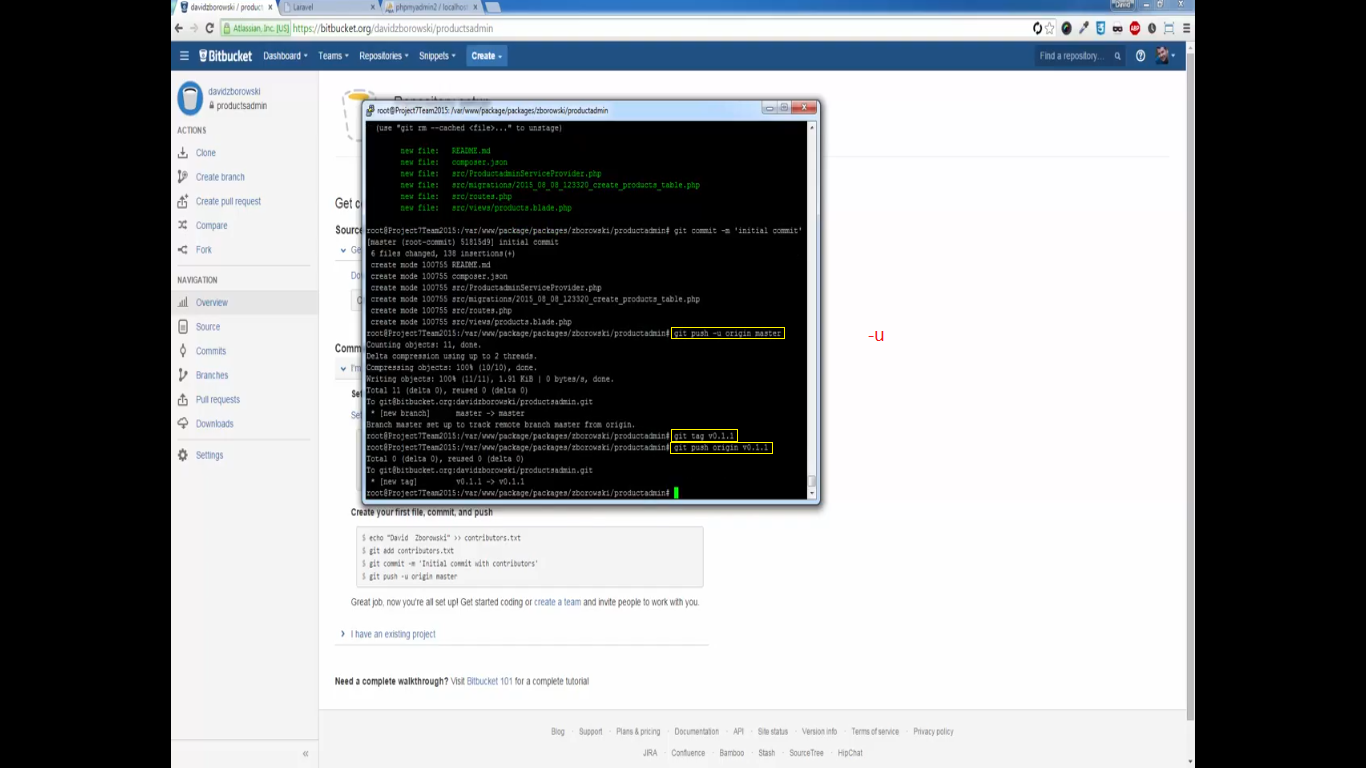 davidzborowski / product
Laravel
phpmyadmin2 / localhos
David
Atlassian, Inc. [US] https://bitbucket.org/davidzborowski/productsadmin
Bitbucket Dashboard Teams Repositories Snippets Create Find a repository...
davidzborowski
productsadmin
ACTIONS
Clone
Create branch
Create pull request
Compare
Fork
NAVIGATION
Overview
Source
Commits
Branches
Pull requests
Downloads
Settings
root@Project7Team2015: /var/www/package/packages/zborowski/productadmin
(use "git rm --cached <file>..." to unstage)
new file: README.md
new file: composer.json
new file: src/ProductadminServiceProvider.php
new file: src/migrations/2015_08_08_123320_create_products_table.php
new file: src/routes.php
new file: src/views/products.blade.php
root@Project7Team2015:/var/www/package/packages/zborowski/productadmin# git commit -m 'initial commit'
[master (root-commit) 51815d9] initial commit
6 files changed, 138 insertions(+)
create mode 100755 README.md
create mode 100755 composer.json
create mode 100755 src/ProductadminServiceProvider.php
create mode 100755 src/migrations/2015_08_08_123320_create_products_table.php
create mode 100755 src/routes.php
create mode 100755 src/views/products.blade.php
root@Project7Team2015:/var/www/package/packages/zborowski/productadmin# git push -u origin master
Counting objects: 11, done.
Delta compression using up to 2 threads.
Compressing objects: 100% (10/10), done.
Writing objects: 100% (11/11), 1.91 KiB | 0 bytes/s, done.
Total 11 (delta 0), reused 0 (delta 0)
To git@bitbucket.org:davidzborowski/productsadmin.git
* [new branch] master -> master
Branch master set up to track remote branch master from origin.
root@Project7Team2015:/var/www/package/packages/zborowski/productadmin# git tag v0.1.1
root@Project7Team2015:/var/www/package/packages/zborowski/productadmin# git push origin v0.1.1
Total 0 (delta 0), reused 0 (delta 0)
To git@bitbucket.org:davidzborowski/productsadmin.git
* [new tag] v0.1.1 -> v0.1.1
root@Project7Team2015:/var/www/package/packages/zborowski/productadmin#
-u
Create your first file, commit, and push
$ echo "David Zborowski" >> contributors.txt
$ git add contributors.txt
$ git commit -m 'Initial commit with contributors'
$ git push -u origin master
Great job, now you're all set up! Get started coding or create a team and invite people to work with you.
I have an existing project
Need a complete walkthrough? Visit Bitbucket 101 for a complete tutorial
Blog Support Plans & pricing Documentation API Site status Version info Terms of service Privacy policy
JIRA Confluence Bamboo Stash SourceTree HipChat